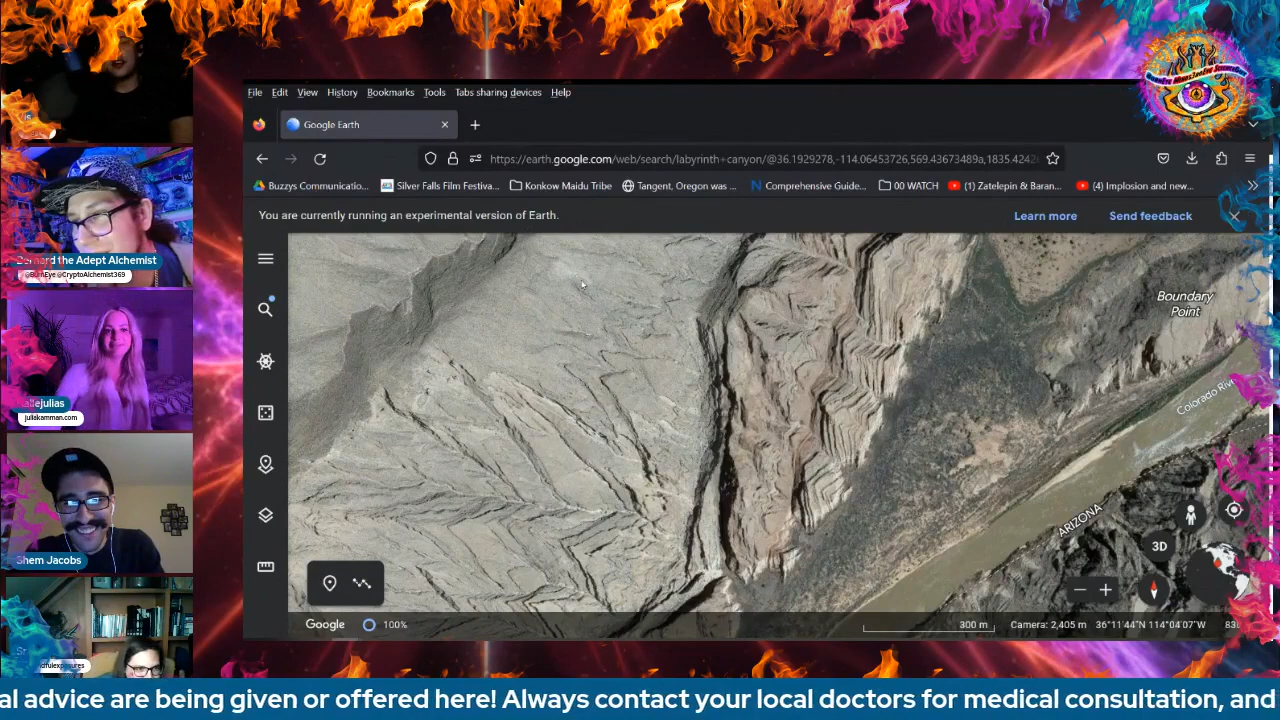 File Edit View History Bookmarks Tools Tabs sharing devices Help
Google Earth
https://earth.google.com/web/search/labyrinth+canyon/@36.1929278,-114.06453726,569.43673489a,1835.4242
Buzzys Communicatio... Silver Falls Film Festiva... Konkow Maidu Tribe Tangent, Oregon was ... Comprehensive Guide... 00 WATCH (1) Zatelepin & Baran... (4) Implosion and new...
You are currently running an experimental version of Earth. Learn more Send feedback
Bernard the Adept Alchemist
@BurnEye @CryptoAlchemist369
juliakamman.com
Shem Jacobs
Boundary
Point
Colorado Riv
ARIZONA
3D
Google 100% 300 m Camera: 2,405 m 36°11'44"N 114°04'07"W
al advice are being given or offered here! Always contact your local doctors for medical consultation, and